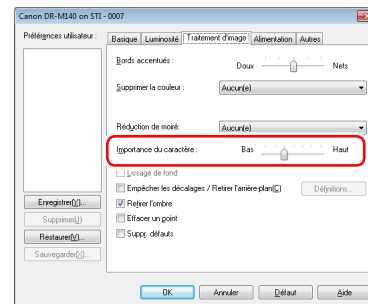 Canon DR-M140 on STI - 0007
Préférences utilisateur :
Basique Luminosité Traitement d'image Alimentation Autres
Bords accentués : Doux Nets
Supprimer la couleur : Aucun(e)
Réduction de moiré: Aucun(e)
Importance du caractère : Bas Haut
Lissage de fond
Empêcher les décalages / Retirer l'arrière-plan(C) Définitions...
Enregistrer(Y)... Retirer l'ombre
Supprimer(J) Effacer un point
Restaurer(V)... Suppr. défauts
Sauvegarder(X)...
OK Annuler Défaut Aide